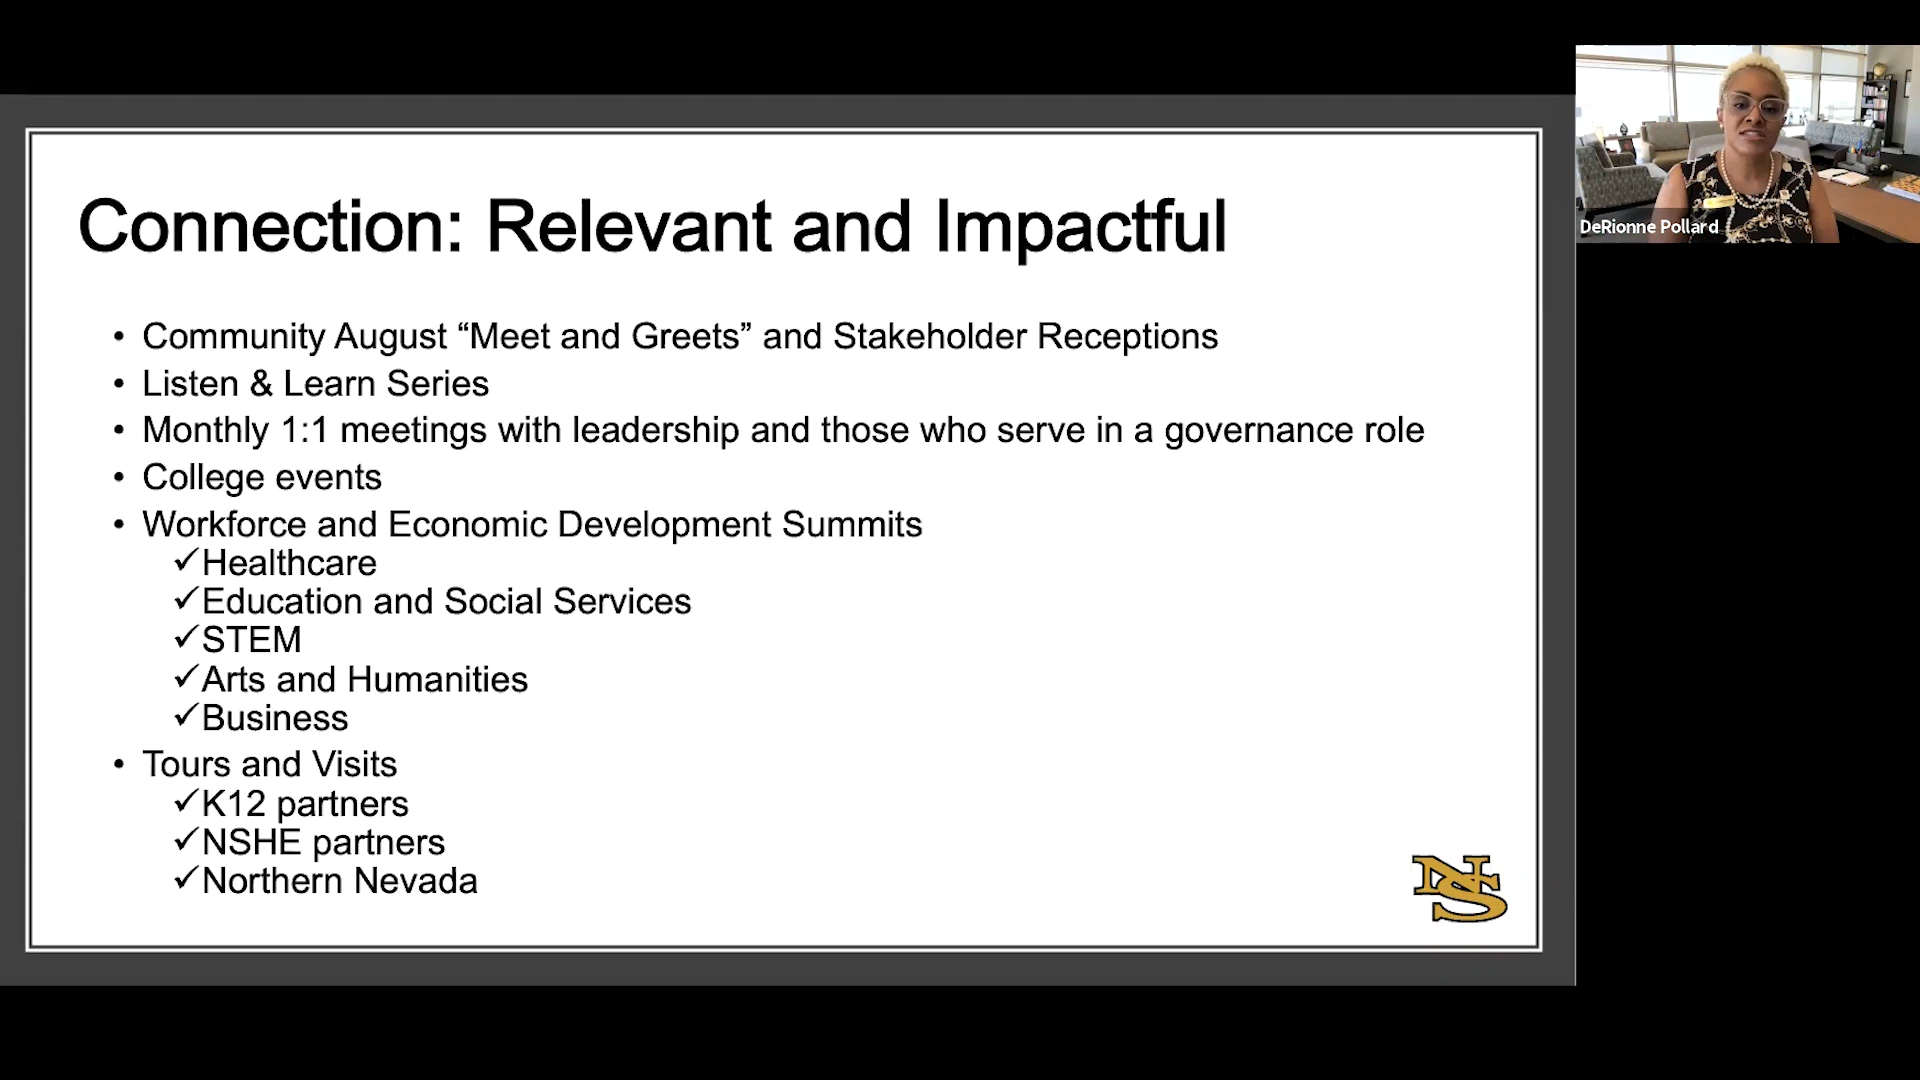 Connection: Relevant and Impactful
• Community August “Meet and Greets” and Stakeholder Receptions
• Listen & Learn Series
• Monthly 1:1 meetings with leadership and those who serve in a governance role
• College events
• Workforce and Economic Development Summits
✓Healthcare
✓Education and Social Services
✓STEM
✓Arts and Humanities
✓Business
• Tours and Visits
✓K12 partners
✓NSHE partners
✓Northern Nevada
NS
DeRionne Pollard